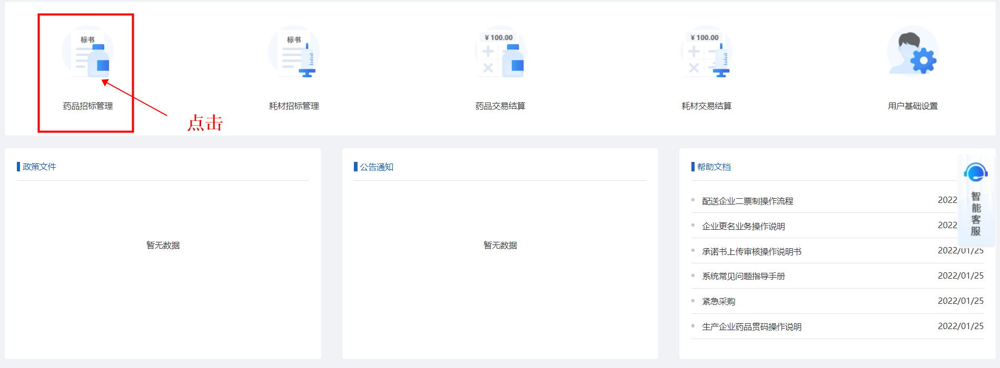 标书
标书
¥ 100.00
¥ 100.00
药品招标管理
耗材招标管理
药品交易结算
耗材交易结算
用户基础设置
点击
政策文件
暂无数据
公告通知
暂无数据
帮助文档
配送企业二票制操作流程 2022
企业更名业务操作说明 2022
承诺书上传审核操作说明书 2022/01/25
系统常见问题指导手册 2022/01/25
紧急采购 2022/01/25
生产企业药品贯码操作说明 2022/01/25
智能客服